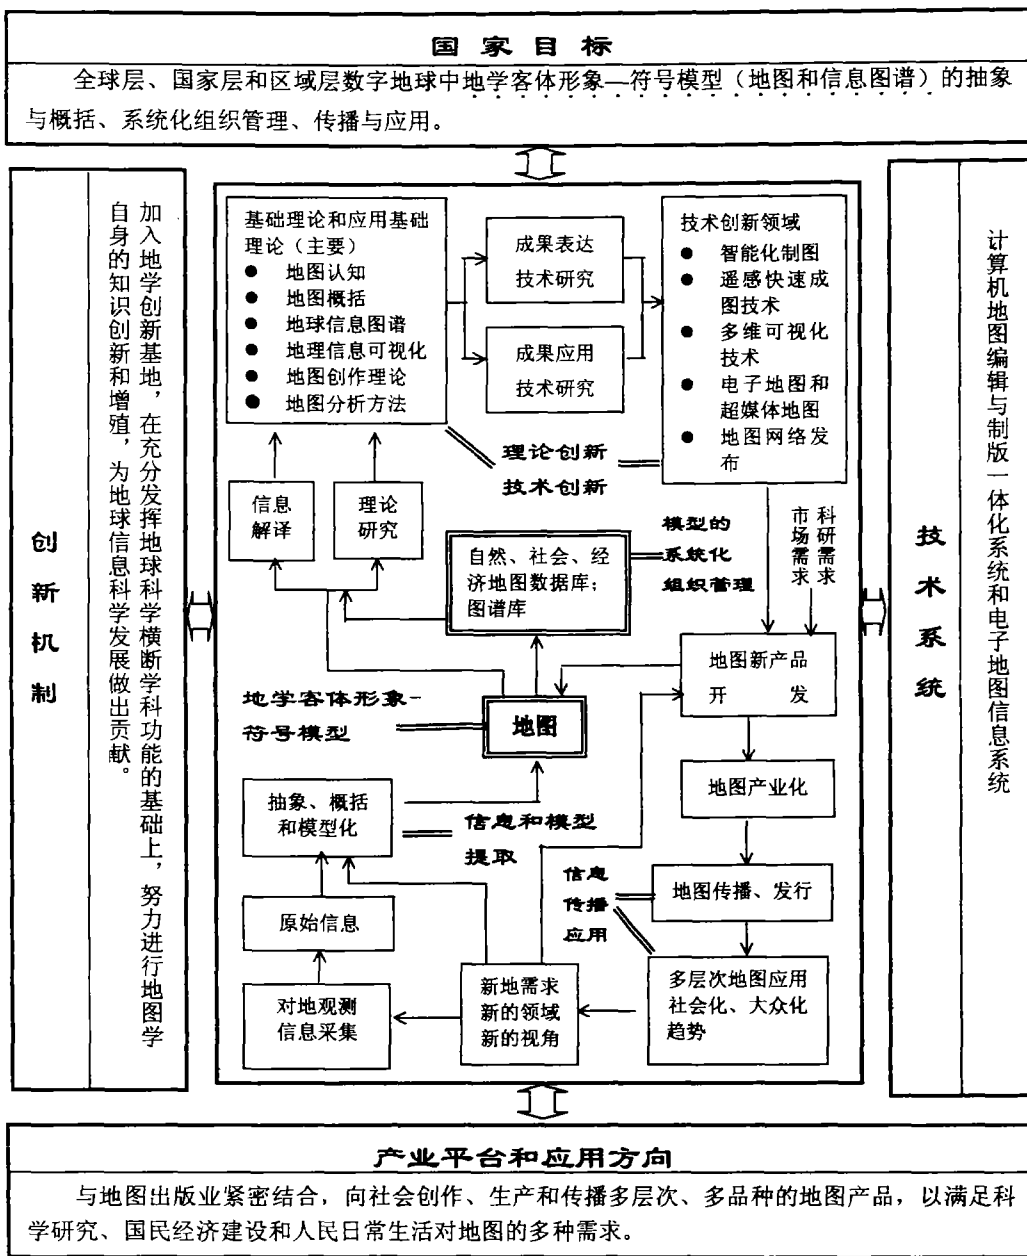 国家目标
全球层、国家层和区域层数字地球中地学客体形象—符号模型（地图和信息图谱）的抽象
与概括、系统化组织管理、传播与应用。
创新机制
加入地学创新基地，在充分发挥地球科学横断学科功能的基础上，努力进行地图学
自身的知识创新和增殖，为地球信息科学发展做出贡献。
基础理论和应用基础
理论（主要）
● 地图认知
● 地图概括
● 地球信息图谱
● 地理信息可视化
● 地图创作理论
● 地图分析方法
成果表达
技术研究
成果应用
技术研究
技术创新领域
● 智能化制图
● 遥感快速成
图技术
● 多维可视化
技术
● 电子地图和
超媒体地图
● 地图网络发
布
理论创新
技术创新
信息
解译
理论
研究
自然、社会、经
济地图数据库；
图谱库
模型的
系统化
组织管理
市场需求
科研需求
地图新产品
开发
地学客体形象-
符号模型
地图
地图产业化
抽象、概括
和模型化
信息和模型
提取
信息
传播
应用
地图传播、发行
原始信息
对地观测
信息采集
新地需求
新的领域
新的视角
多层次地图应用
社会化、大众化
趋势
技术系统
计算机地图编辑与制版一体化系统和电子地图信息系统
产业平台和应用方向
与地图出版业紧密结合，向社会创作、生产和传播多层次、多品种的地图产品，以满足科
学研究、国民经济建设和人民日常生活对地图的多种需求。